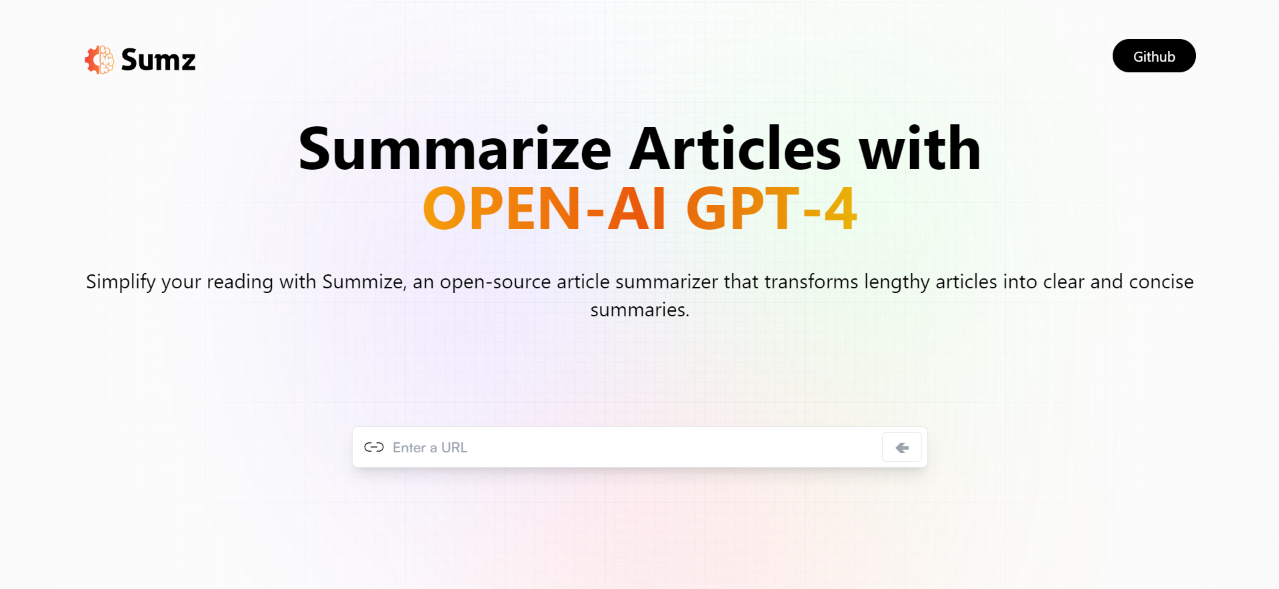 Sumz
Github
Summarize Articles with
OPEN-AI GPT-4
Simplify your reading with Summize, an open-source article summarizer that transforms lengthy articles into clear and concise
summaries.
Enter a URL